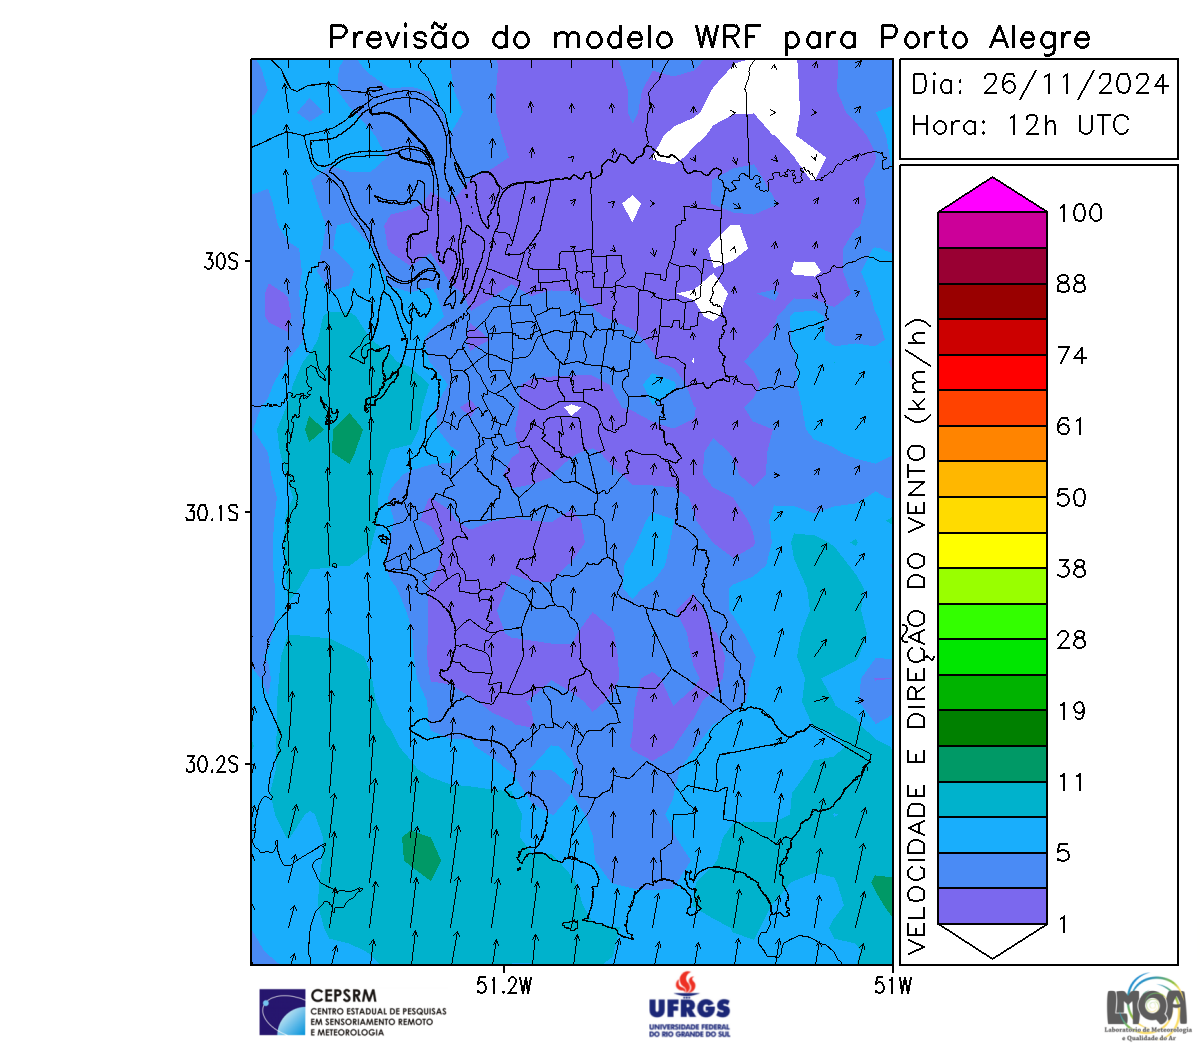 Previsão do modelo WRF para Porto Alegre
Dia: 26/11/2024
Hora: 12h UTC
30S
30.1S
30.2S
51.2W
51W
VELOCIDADE E DIREÇÃO DO VENTO (km/h)
100
88
74
61
50
38
28
19
11
5
1
CEPSRM
CENTRO ESTADUAL DE PESQUISAS
EM SENSORIAMENTO REMOTO
E METEOROLOGIA
UFRGS
UNIVERSIDADE FEDERAL
DO RIO GRANDE DO SUL
LMQA
Laboratório de Meteorologia
e Qualidade do Ar